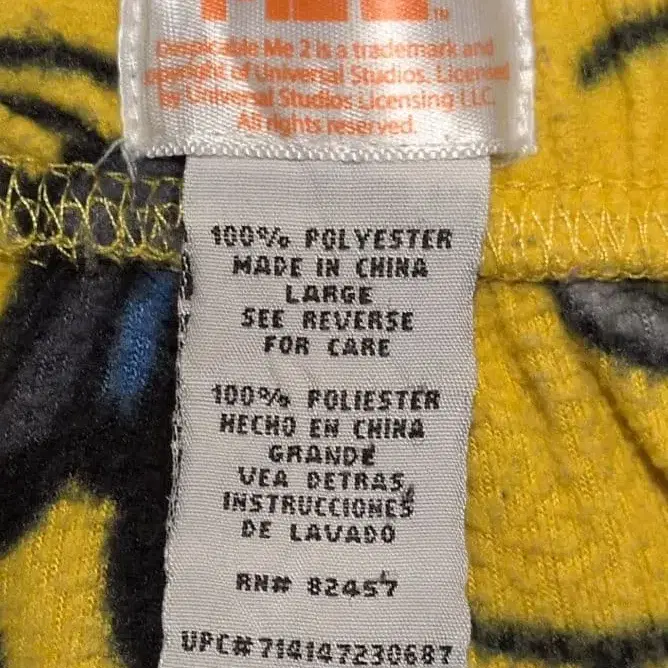 Despicable Me 2 is a trademark and
copyright of Universal Studios. Licensed
by Universal Studios Licensing LLC.
All rights reserved.
100% POLYESTER
MADE IN CHINA
LARGE
SEE REVERSE
FOR CARE
100% POLIESTER
HECHO EN CHINA
GRANDE
VEA DETRAS,
INSTRUCCIONES
DE LAVADO
RN# 82457
UPC#714147230687